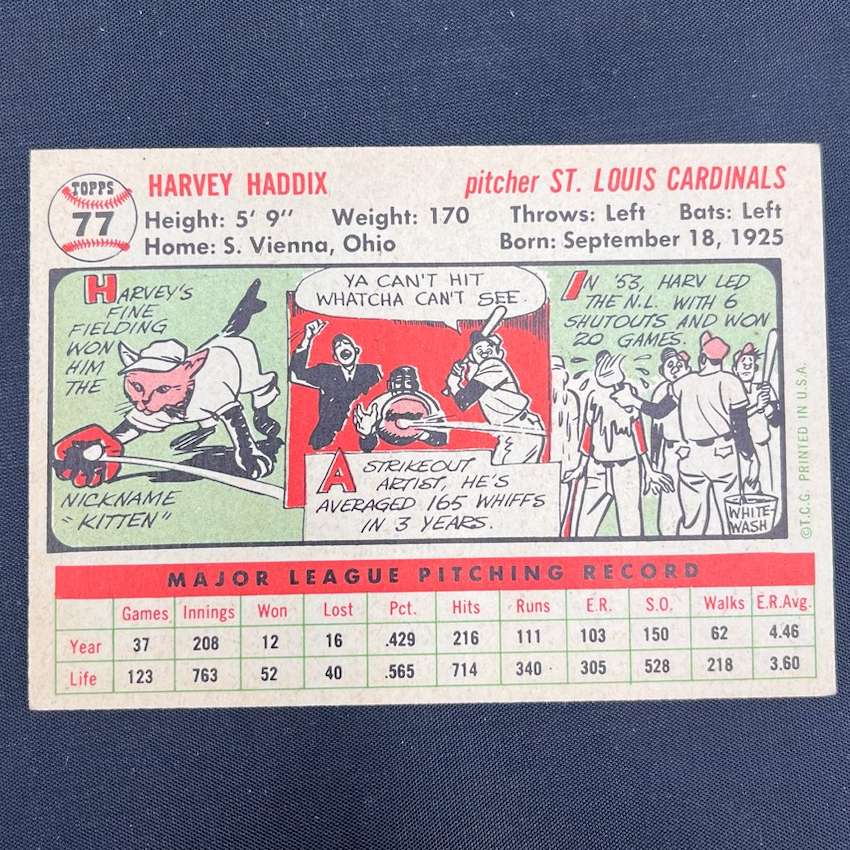 TOPPS
77
HARVEY HADDIX
pitcher ST. LOUIS CARDINALS
Height: 5' 9" Weight: 170 Throws: Left Bats: Left
Home: S. Vienna, Ohio Born: September 18, 1925
HARVEY'S
FINE
FIELDING
WON
HIM
THE
NICKNAME
"KITTEN"
YA CAN'T HIT
WHATCHA CAN'T SEE.
A STRIKEOUT
ARTIST, HE'S
AVERAGED 165 WHIFFS
IN 3 YEARS.
IN '53, HARV LED
THE N.L. WITH 6
SHUTOUTS AND WON
20 GAMES.
WHITE-
WASH
©T.C.G. PRINTED IN U.S.A.
MAJOR LEAGUE PITCHING RECORD
Games Innings Won Lost Pct. Hits Runs E.R. S.O. Walks E.R.Avg.
Year 37 208 12 16 .429 216 111 103 150 62 4.46
Life 123 763 52 40 .565 714 340 305 528 218 3.60